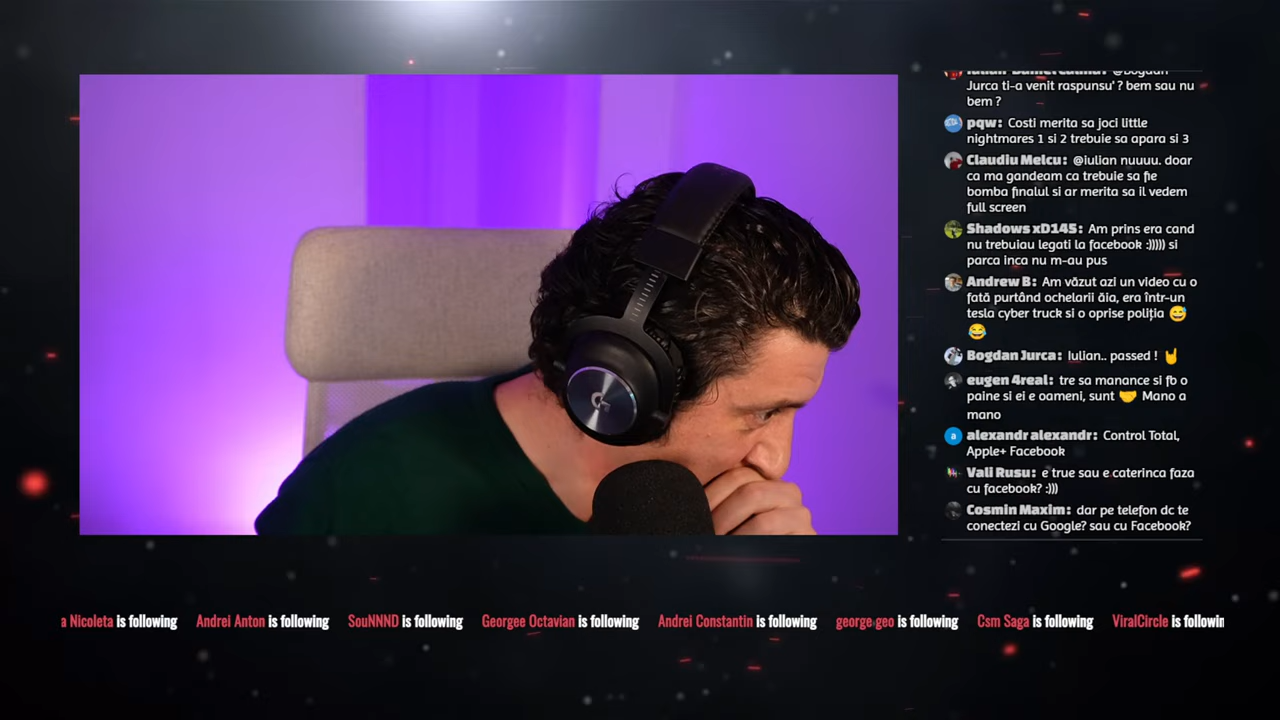 Jurca ti-a venit raspunsu' ? bem sau nu
bem ?
pqw: Costi merita sa joci little
nightmares 1 si 2 trebuie sa apara si 3
Claudiu Melcu: @iulian nuuuu. doar
ca ma gandeam ca trebuie sa fie
bomba finalul si ar merita sa il vedem
full screen
Shadows xD145: Am prins era cand
nu trebuiau legati la facebook :))))) si
parca inca nu m-au pus
Andrew B: Am văzut azi un video cu o
fată purtând ochelarii ăia, era într-un
tesla cyber truck si o oprise poliția 😅
😂
Bogdan Jurca: Iulian.. passed ! 🤘
eugen 4real: tre sa manance si fb o
paine si ei e oameni, sunt 🤝 Mano a
mano
alexandr alexandr: Control Total,
Apple+ Facebook
Vali Rusu: e true sau e caterinca faza
cu facebook? :)))
Cosmin Maxim: dar pe telefon dc te
conectezi cu Google? sau cu Facebook?
a Nicoleta is following Andrei Anton is following SouNNND is following Georgee Octavian is following Andrei Constantin is following george geo is following Csm Saga is following ViralCircle is followin